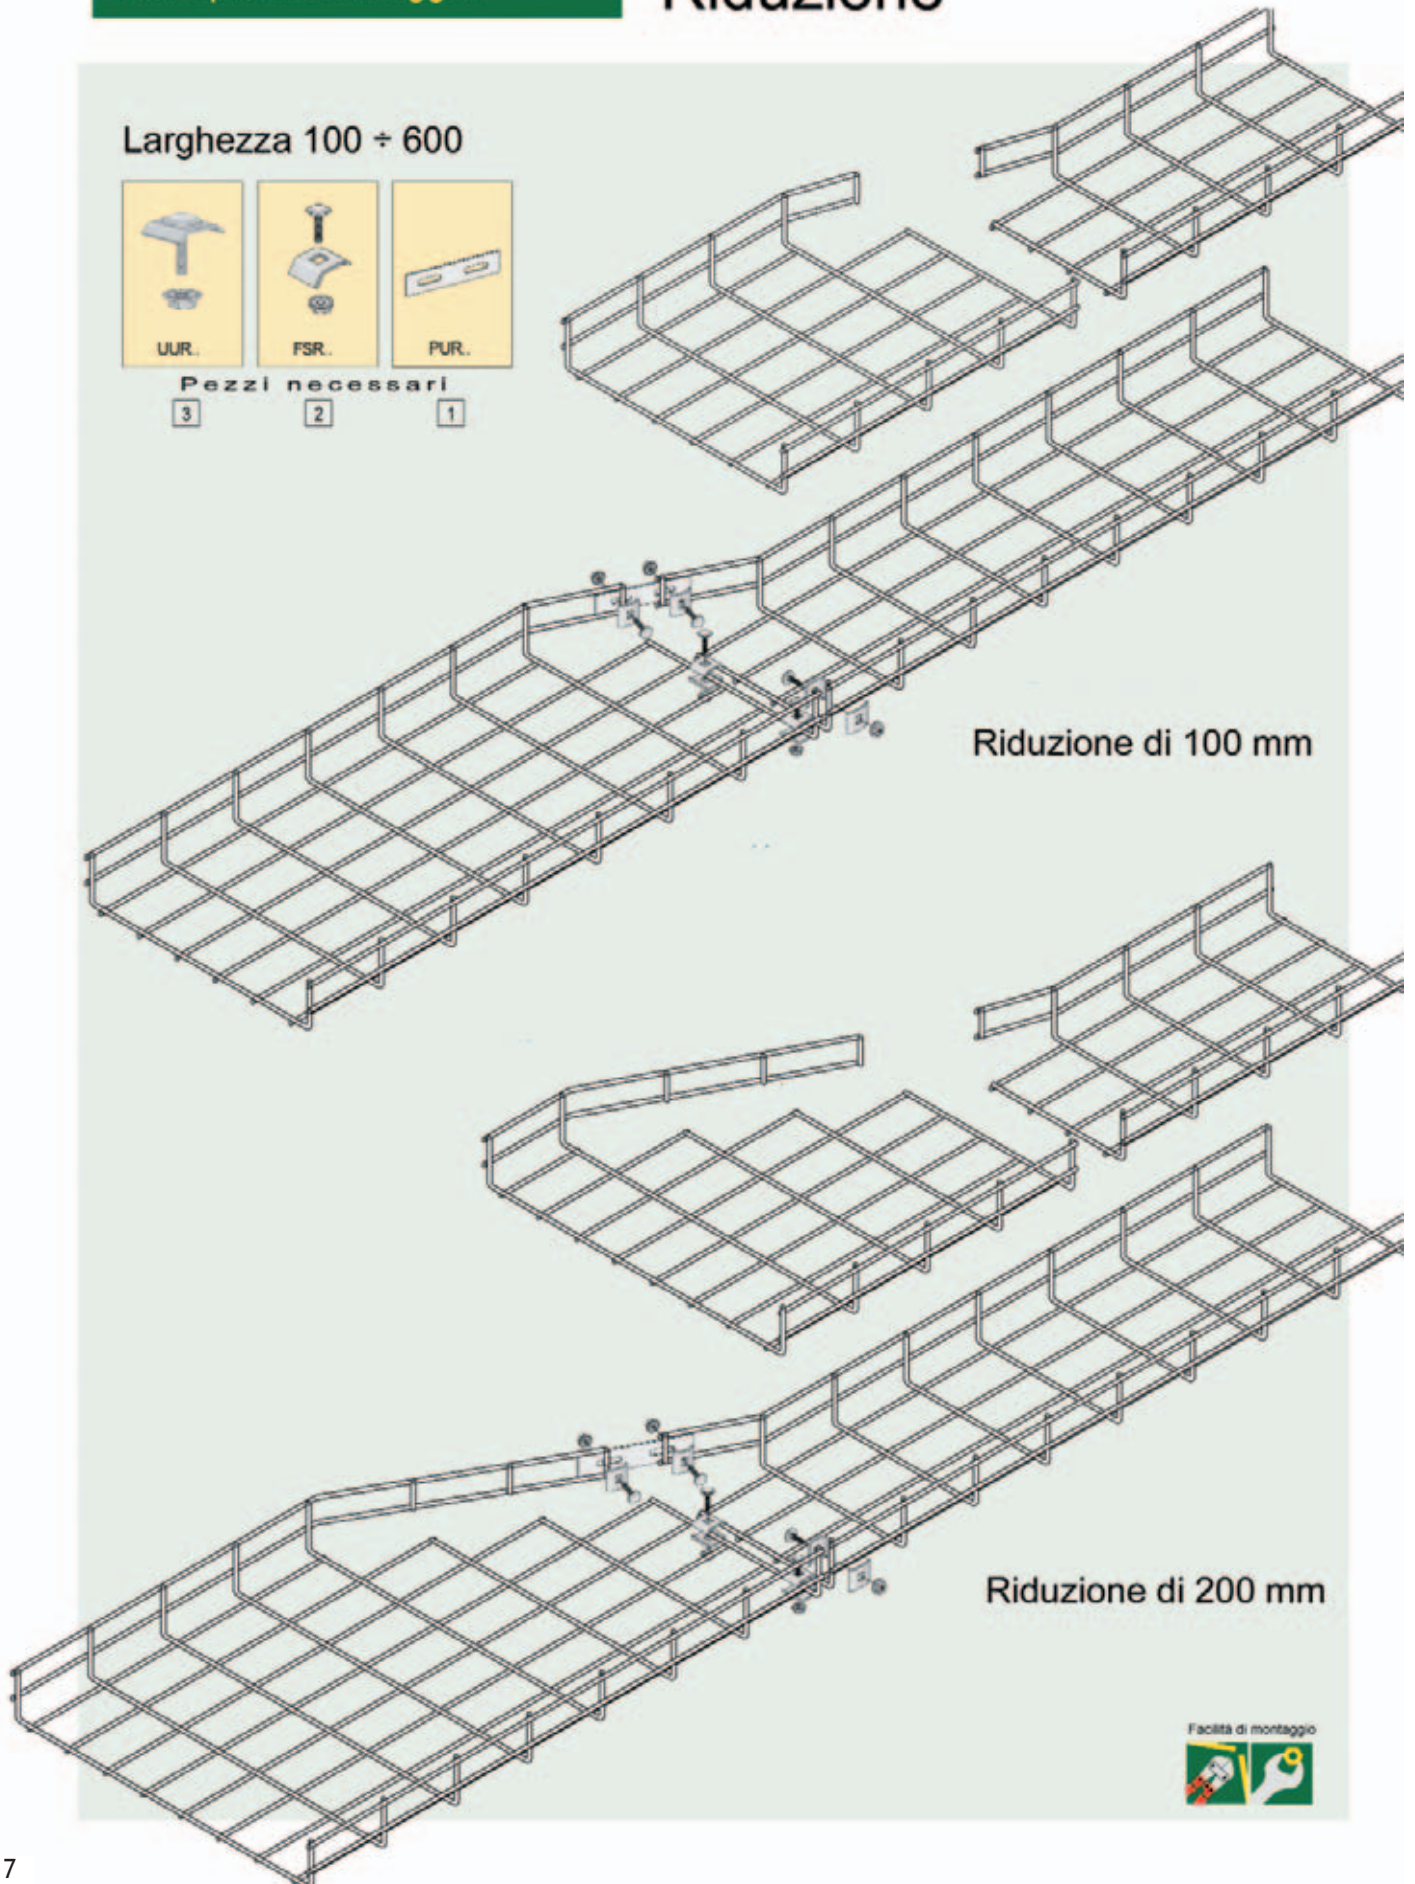 Riduzione
Larghezza 100 ÷ 600
UUR..
FSR..
PUR..
Pezzi necessari
3
2
1
Riduzione di 100 mm
Riduzione di 200 mm
Facilità di montaggio
7